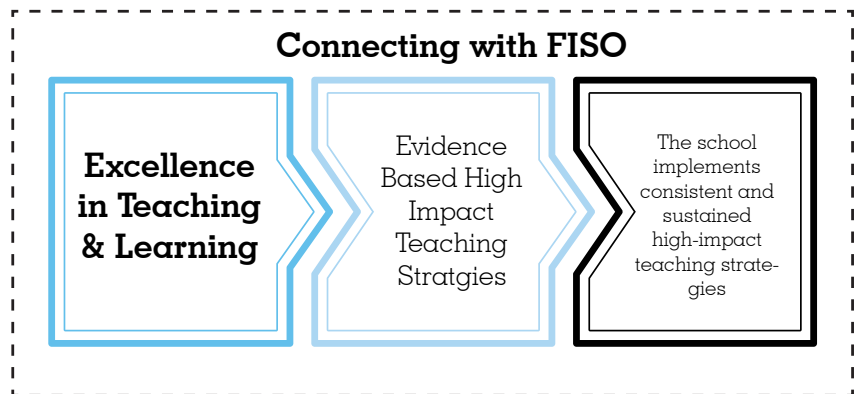 Connecting with FISO
Excellence
in Teaching
& Learning
Evidence
Based High
Impact
Teaching
Stratgies
The school
implements
consistent and
sustained
high-impact
teaching strate-
gies